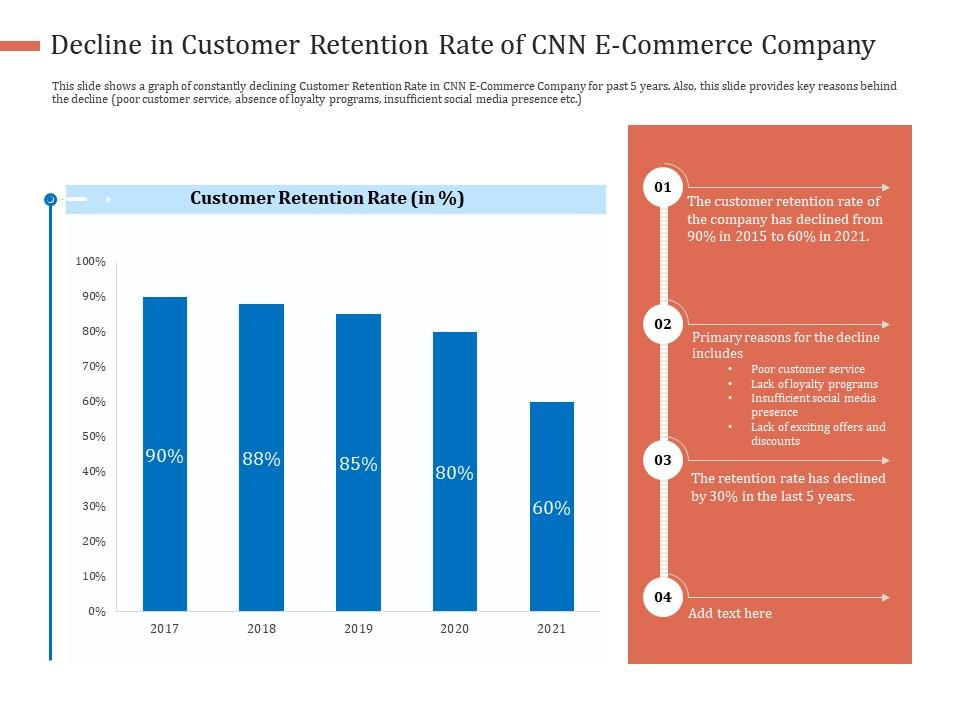 Decline in Customer Retention Rate of CNN E-Commerce Company
This slide shows a graph of constantly declining Customer Retention Rate in CNN E-Commerce Company for past 5 years. Also, this slide provides key reasons behind
the decline (poor customer service, absence of loyalty programs, insufficient social media presence etc.)
Customer Retention Rate (in %)
100%
90%
80%
70%
60%
50%
40%
30%
20%
10%
0%
90%
88%
85%
80%
60%
2017
2018
2019
2020
2021
01
The customer retention rate of
the company has declined from
90% in 2015 to 60% in 2021.
02
Primary reasons for the decline
includes
• Poor customer service
• Lack of loyalty programs
• Insufficient social media
presence
• Lack of exciting offers and
discounts
03
The retention rate has declined
by 30% in the last 5 years.
04
Add text here